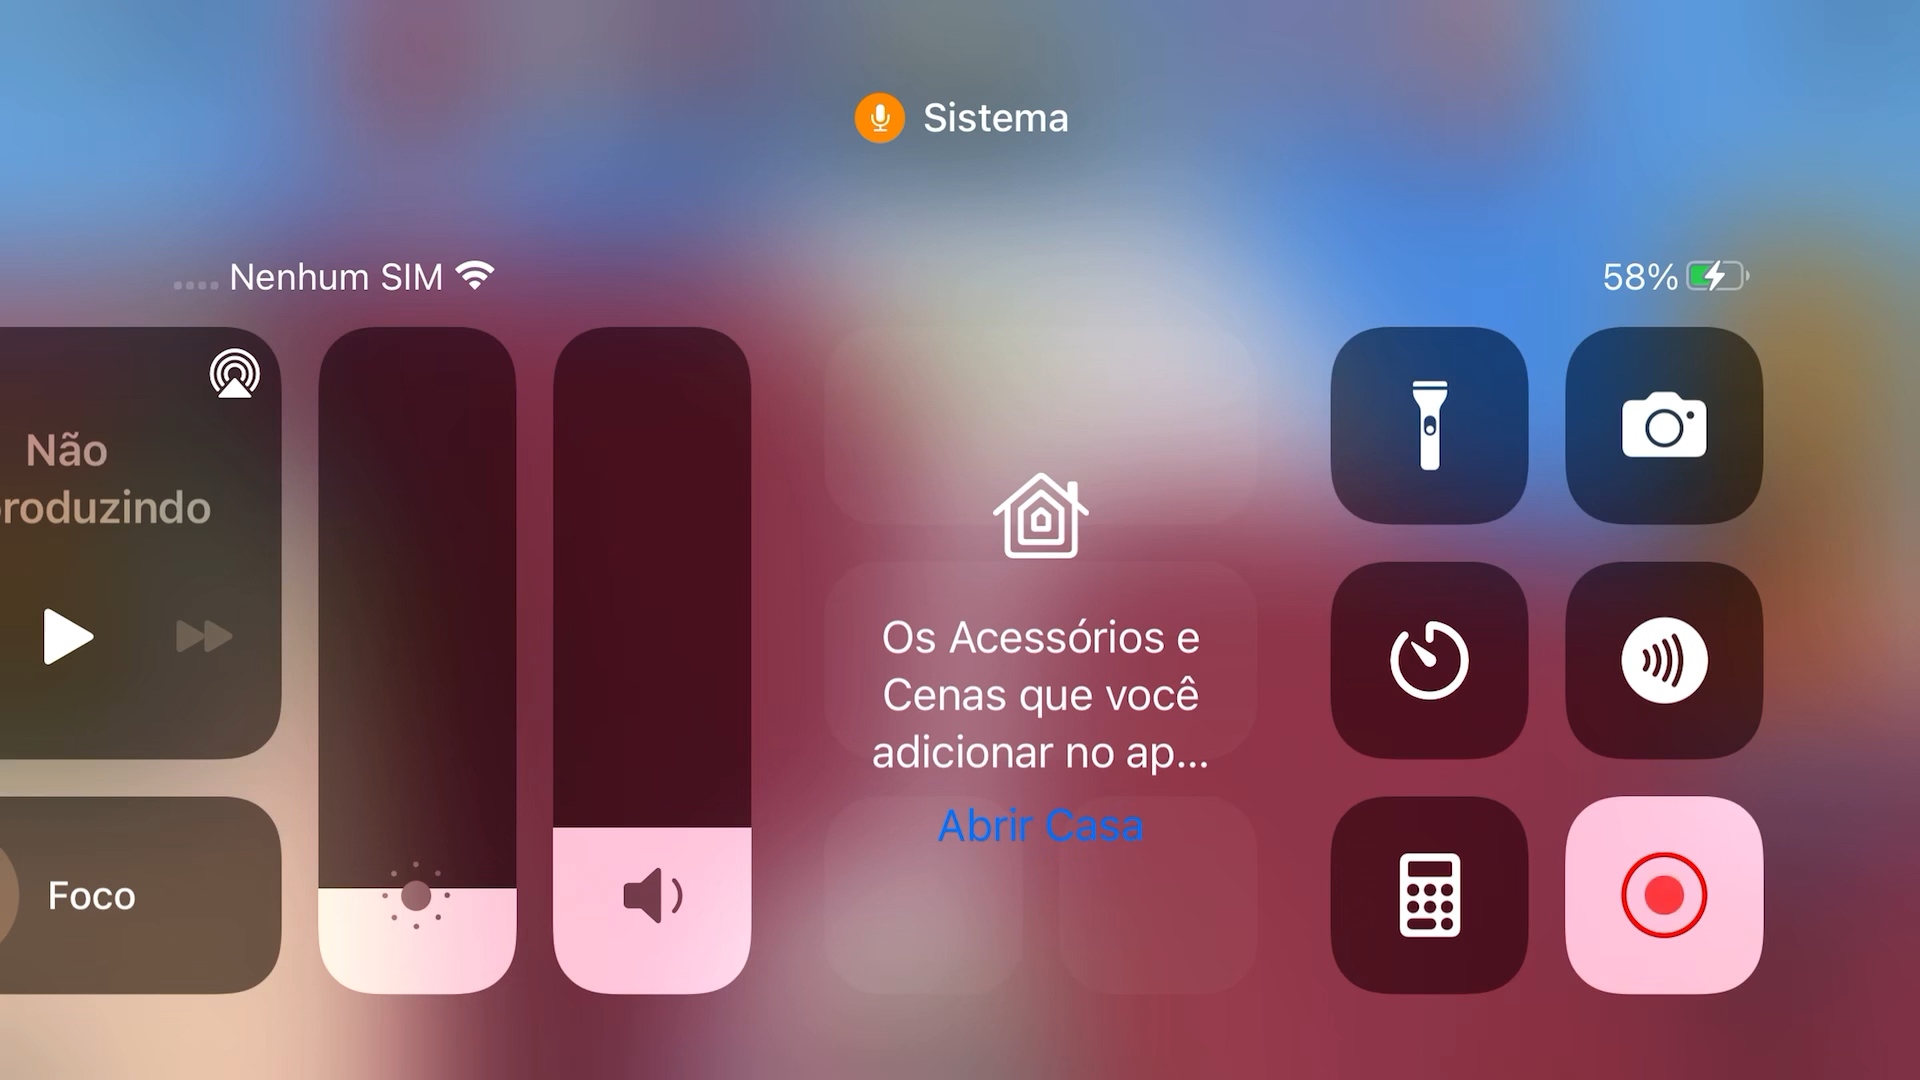 Sistema
Nenhum SIM
58%
Não
roduzindo
Os Acessórios e
Cenas que você
adicionar no ap...
Abrir Casa
Foco